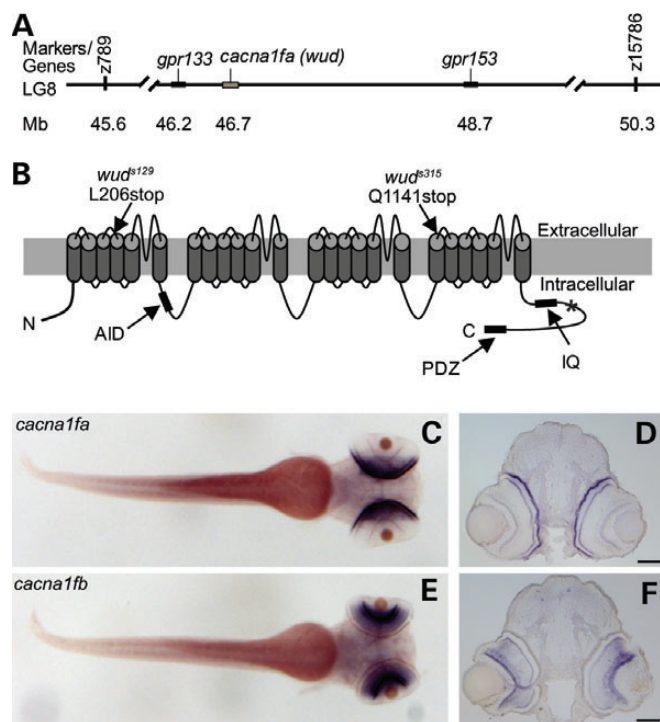 A
Markers/
Genes
LG8
z789
gpr133
cacna1fa (wud)
gpr153
z15786
Mb
45.6
46.2
46.7
48.7
50.3
B
wud^s129
L206stop
wud^s315
Q1141stop
Extracellular
Intracellular
N
AID
*
C
PDZ
IQ
cacna1fa
C
D
cacna1fb
E
F